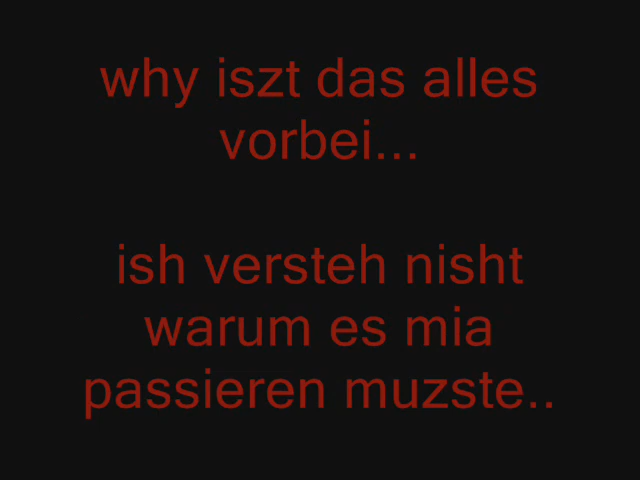 why iszt das alles
vorbei...
ish versteh nisht
warum es mia
passieren muzste..